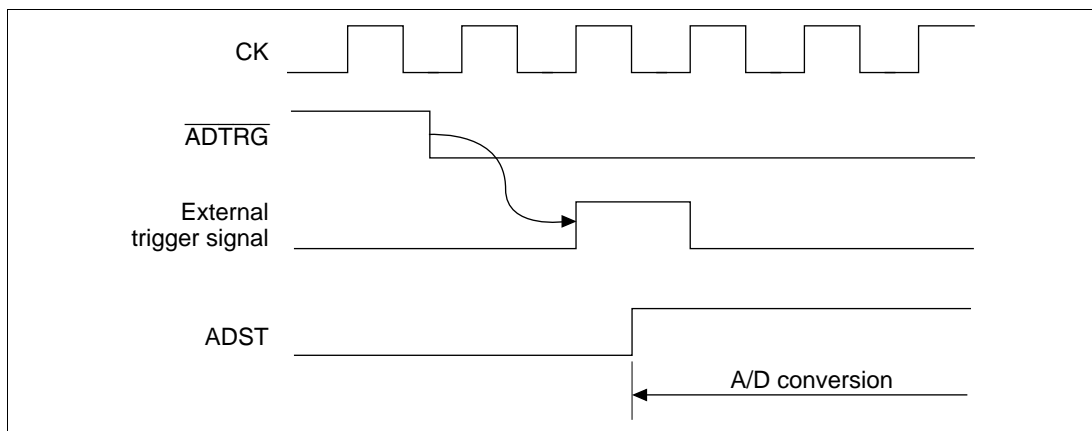 CK
ADTRG
External
trigger signal
ADST
A/D conversion